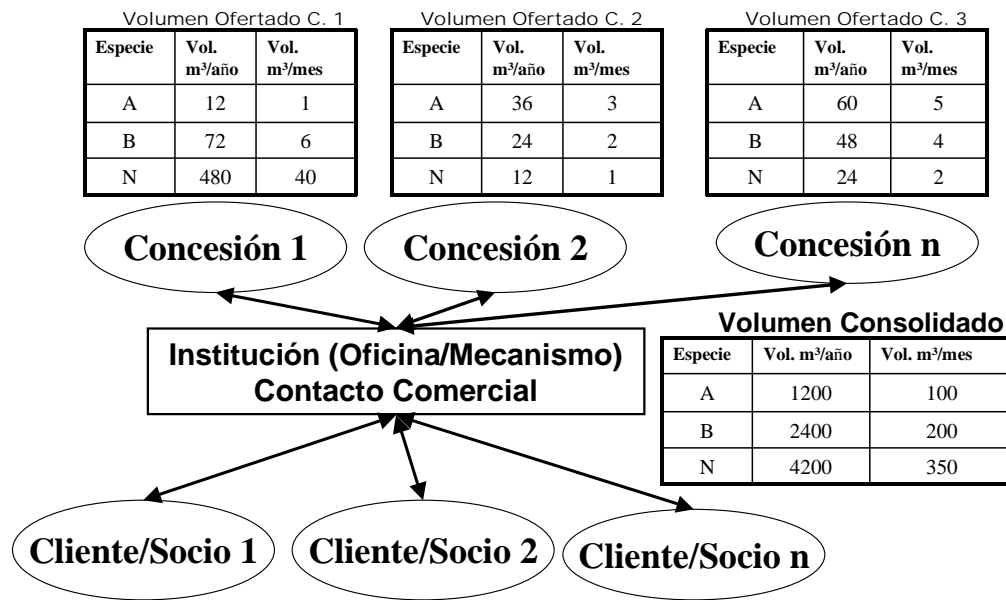 Volumen Ofertado C. 1
Especie Vol. m³/año Vol. m³/mes
A 12 1
B 72 6
N 480 40
Volumen Ofertado C. 2
Especie Vol. m³/año Vol. m³/mes
A 36 3
B 24 2
N 12 1
Volumen Ofertado C. 3
Especie Vol. m³/año Vol. m³/mes
A 60 5
B 48 4
N 24 2
Concesión 1
Concesión 2
Concesión n
Institución (Oficina/Mecanismo)
Contacto Comercial
Volumen Consolidado
Especie Vol. m³/año Vol. m³/mes
A 1200 100
B 2400 200
N 4200 350
Cliente/Socio 1
Cliente/Socio 2
Cliente/Socio n